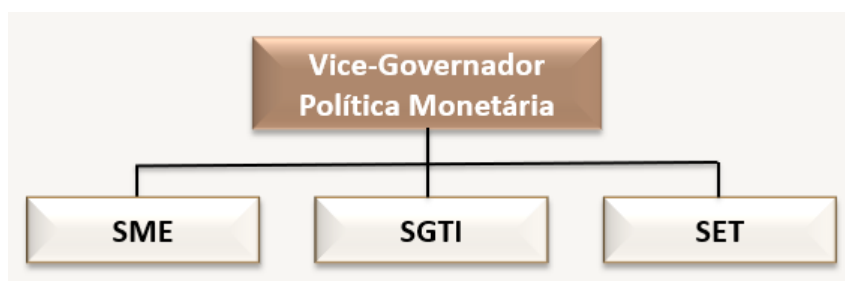 Vice-Governador
Política Monetária
SME
SGTI
SET